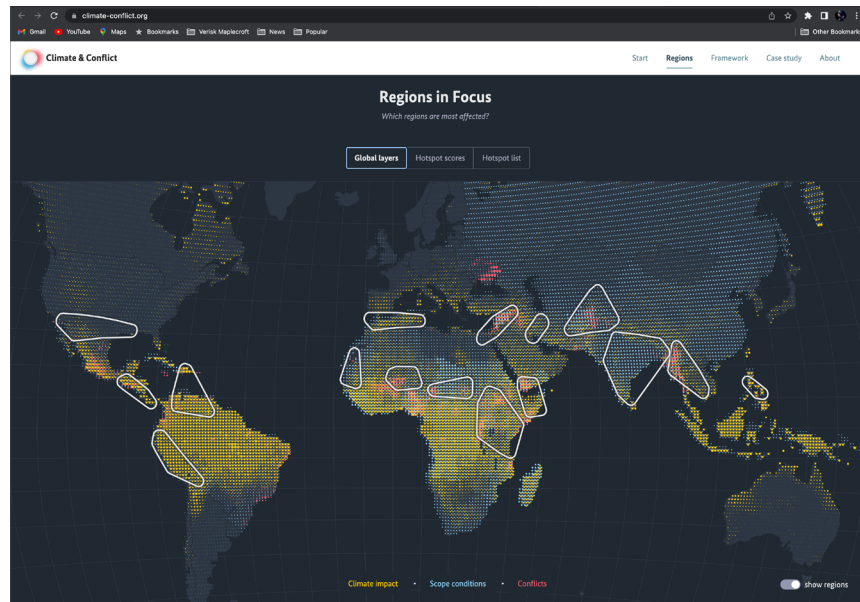 climate-conflict.org
Gmail YouTube Maps Bookmarks Verisk Maplecroft News Popular Other Bookmarks
Climate & Conflict Start Regions Framework Case study About
Regions in Focus
Which regions are most affected?
Global layers Hotspot scores Hotspot list
Climate impact • Scope conditions • Conflicts show regions